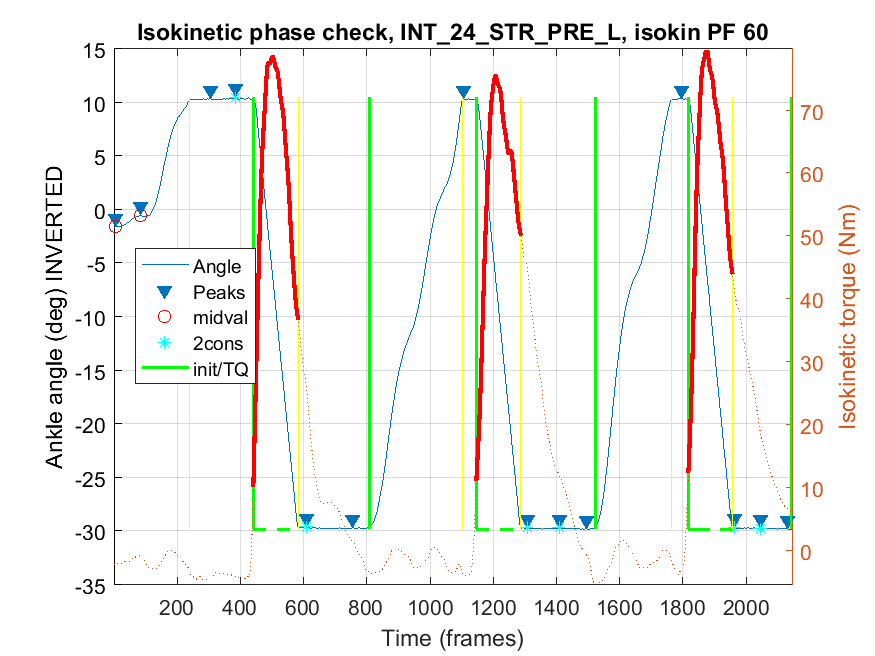 Isokinetic phase check, INT_24_STR_PRE_L, isokin PF 60
15
10
5
0
-5
-10
-15
-20
-25
-30
-35
Ankle angle (deg) INVERTED
Angle
Peaks
midval
2cons
init/TQ
70
60
50
40
30
20
10
0
Isokinetic torque (Nm)
200 400 600 800 1000 1200 1400 1600 1800 2000
Time (frames)